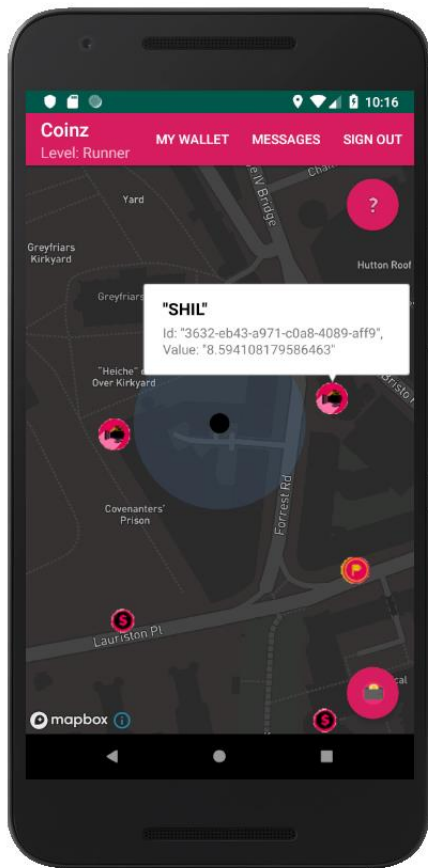 10:16
Coinz
Level: Runner
MY WALLET
MESSAGES
SIGN OUT
Yard
Greyfriars
Kirkyard
?
Hutton Roof
Greyfriars
"SHIL"
Id: "3632-eb43-a971-c0a8-4089-aff9",
Value: "8.594108179586463"
"Heiche"
Over Kirkyard
Covenanters'
Prison
Forrest Rd
P
$
Lauriston Pl
$
mapbox
i